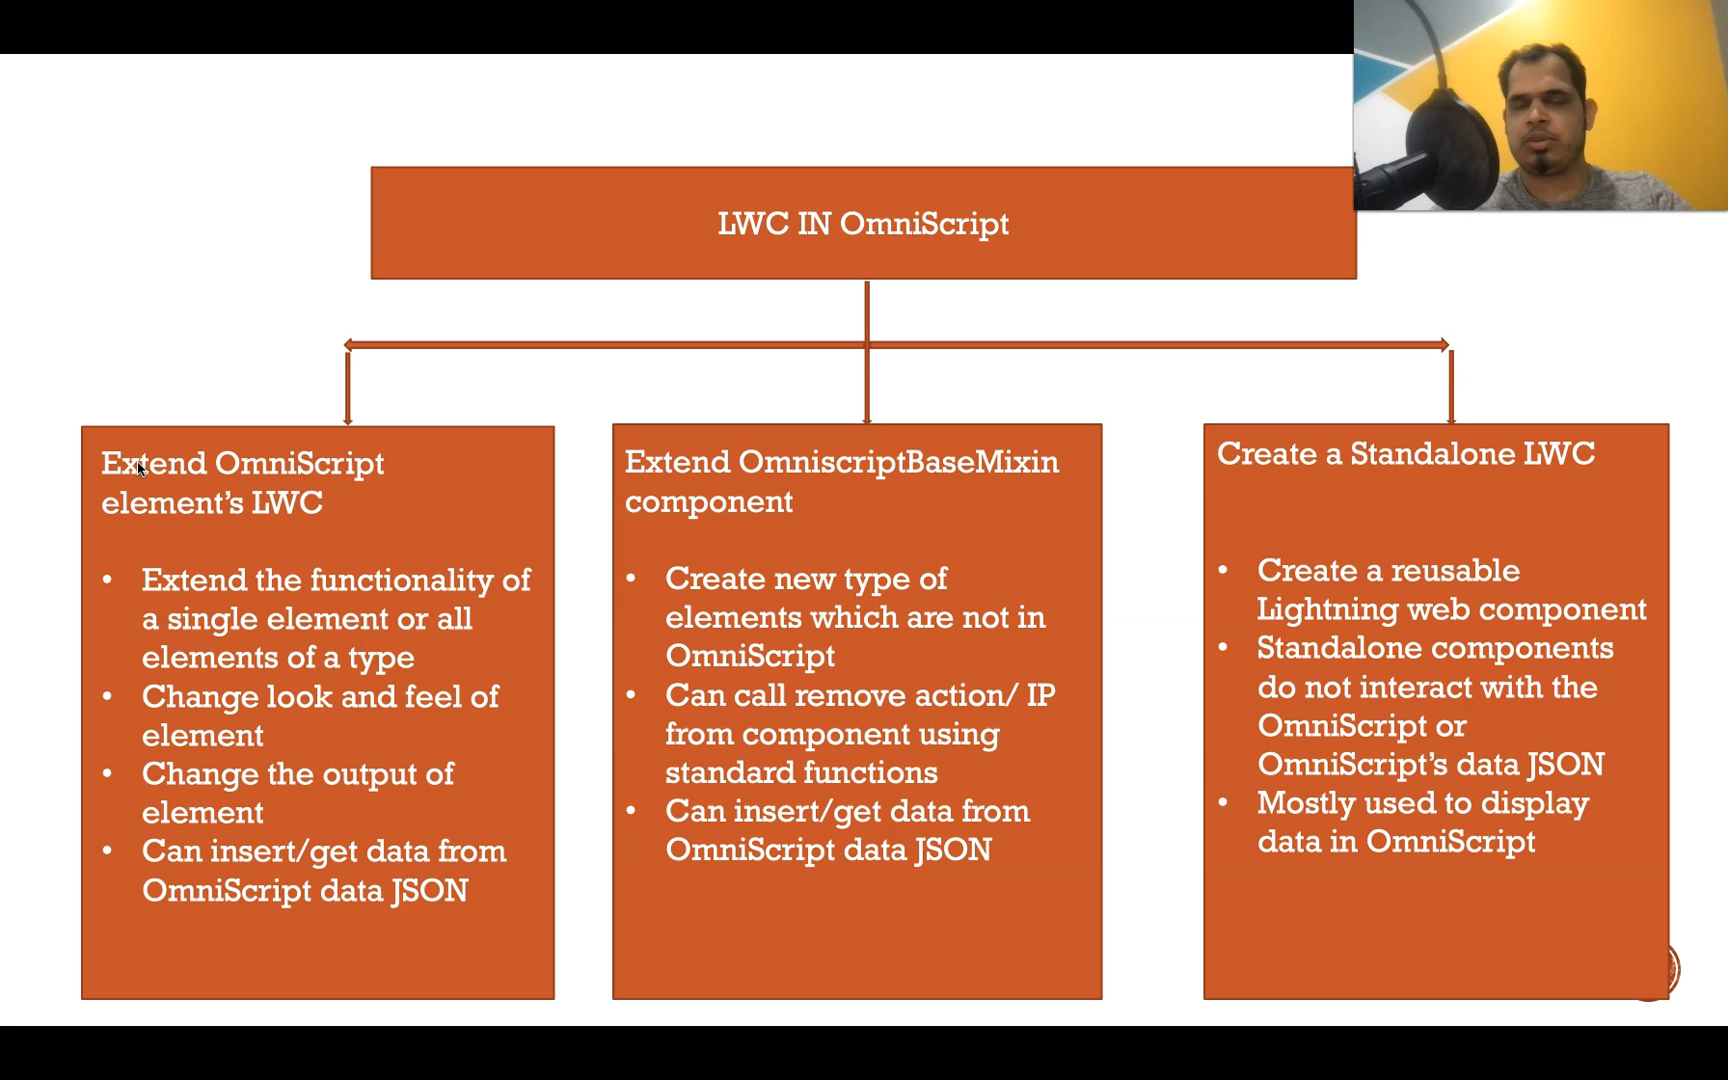 LWC IN OmniScript
Extend OmniScript
element's LWC
• Extend the functionality of
a single element or all
elements of a type
• Change look and feel of
element
• Change the output of
element
• Can insert/get data from
OmniScript data JSON
Extend OmniscriptBaseMixin
component
• Create new type of
elements which are not in
OmniScript
• Can call remove action/ IP
from component using
standard functions
• Can insert/get data from
OmniScript data JSON
Create a Standalone LWC
• Create a reusable
Lightning web component
• Standalone components
do not interact with the
OmniScript or
OmniScript's data JSON
• Mostly used to display
data in OmniScript